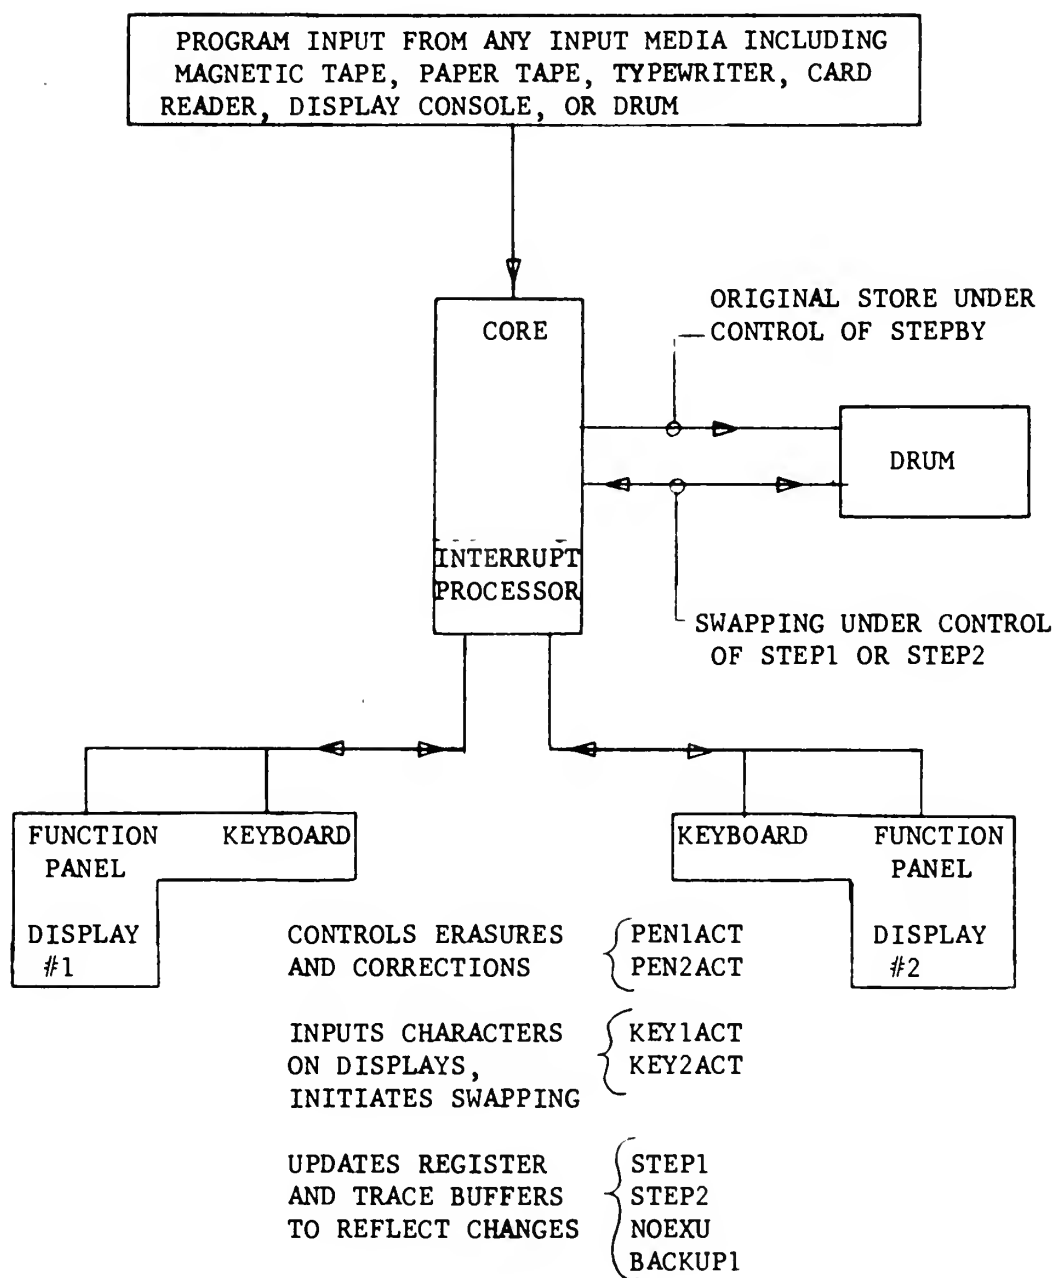 PROGRAM INPUT FROM ANY INPUT MEDIA INCLUDING
MAGNETIC TAPE, PAPER TAPE, TYPEWRITER, CARD
READER, DISPLAY CONSOLE, OR DRUM
CORE
ORIGINAL STORE UNDER
CONTROL OF STEPBY
DRUM
INTERRUPT
PROCESSOR
SWAPPING UNDER CONTROL
OF STEP1 OR STEP2
FUNCTION
PANEL
KEYBOARD
DISPLAY
#1
KEYBOARD
FUNCTION
PANEL
DISPLAY
#2
CONTROLS ERASURES
AND CORRECTIONS
PEN1ACT
PEN2ACT
INPUTS CHARACTERS
ON DISPLAYS,
INITIATES SWAPPING
KEY1ACT
KEY2ACT
UPDATES REGISTER
AND TRACE BUFFERS
TO REFLECT CHANGES
STEP1
STEP2
NOEXU
BACKUP1